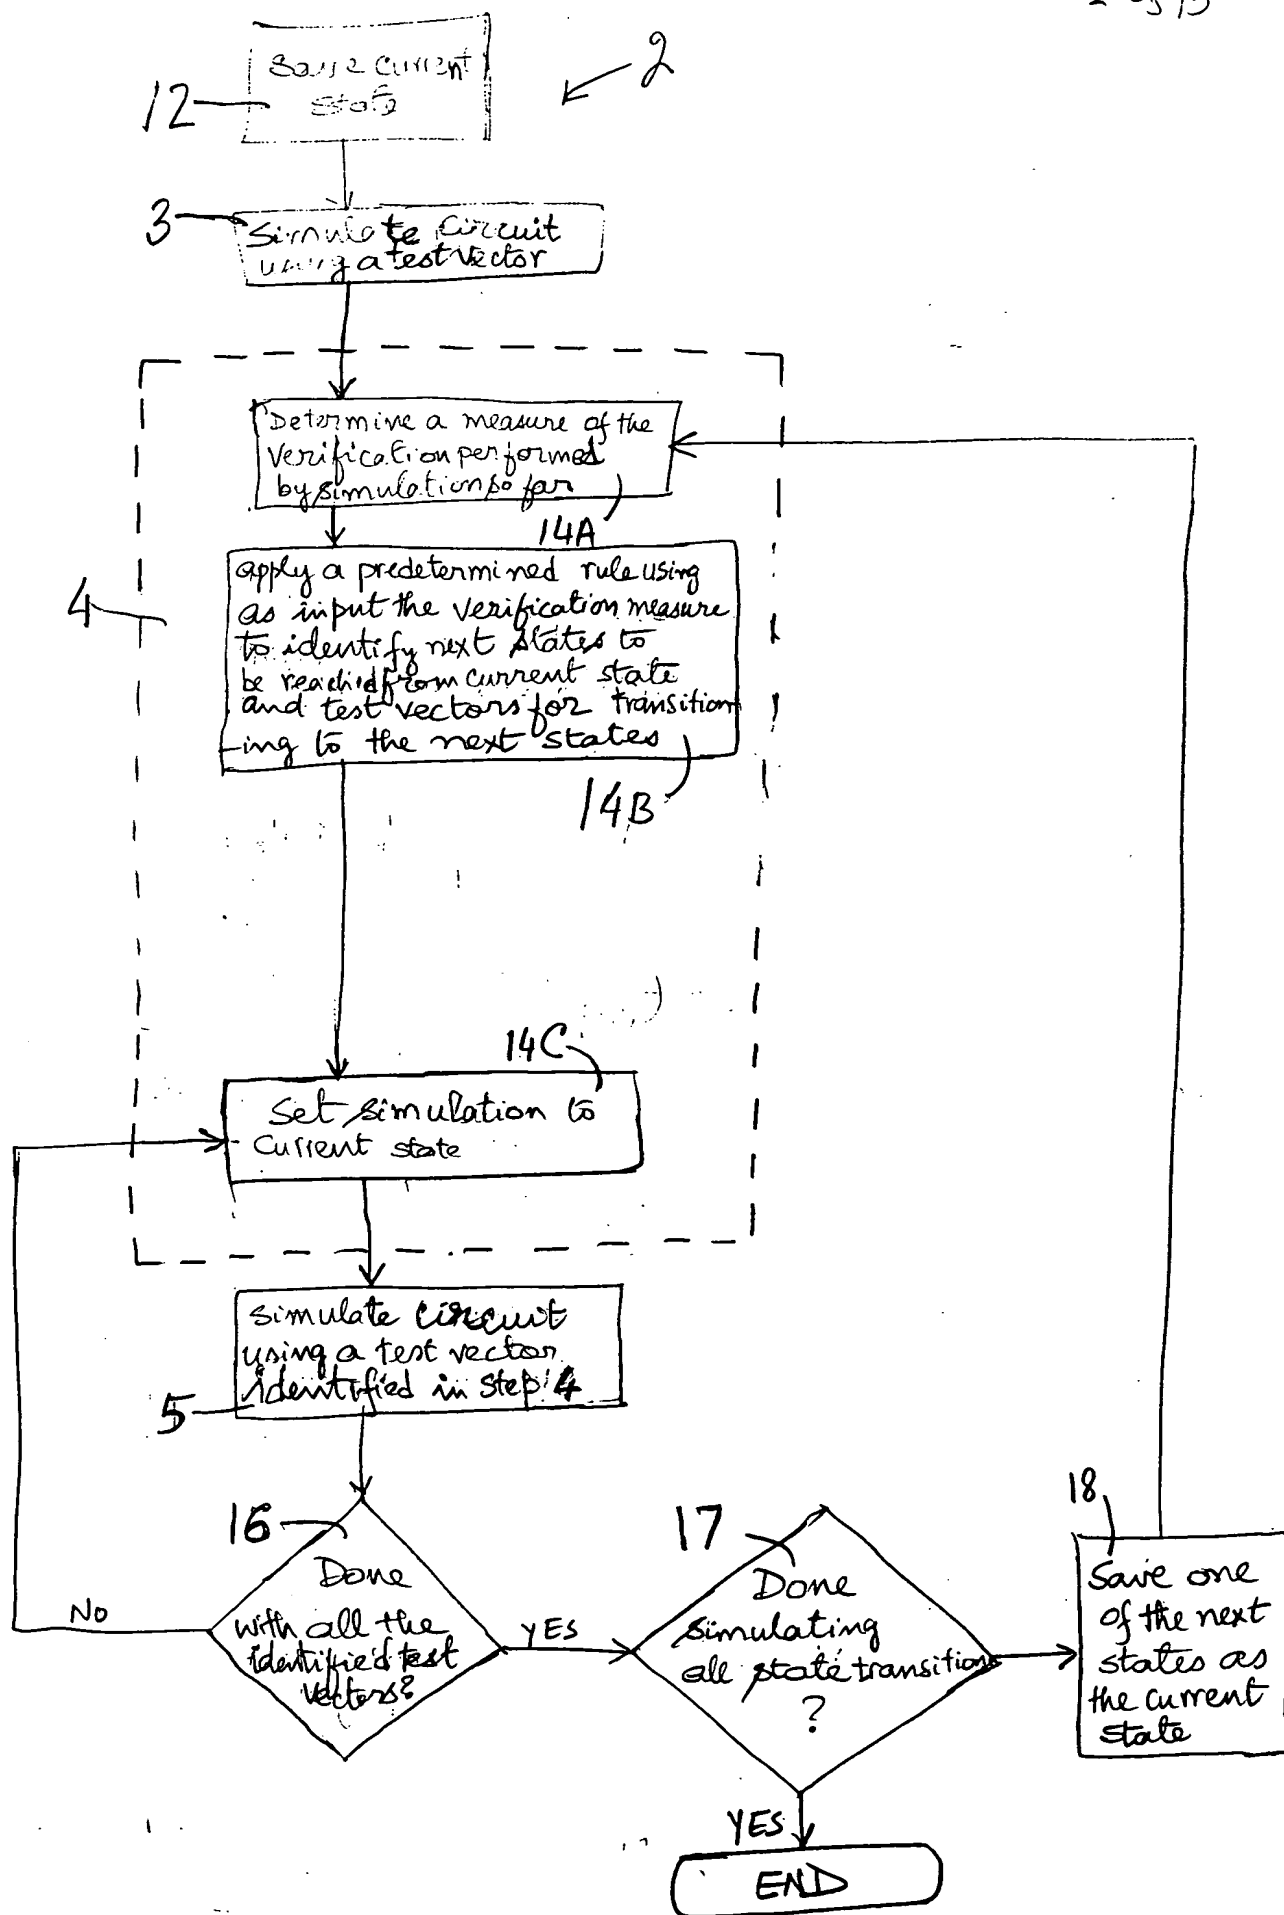 Save current
state
2
12
3
Simulate Circuit
using a test vector
Determine a measure of the
verification performed
by simulation so far
14A
apply a predetermined rule using
as input the verification measure
to identify next states to
be reached from current state
and test vectors for transition
-ing to the next states
4
14B
14C
Set simulation to
Current state
Simulate circuit
using a test vector
identified in step 4
5
16
Done
with all the
identified test
vectors?
No
YES
17
Done
simulating
all state transitions
?
YES
END
18
Save one
of the next
states as
the current
state